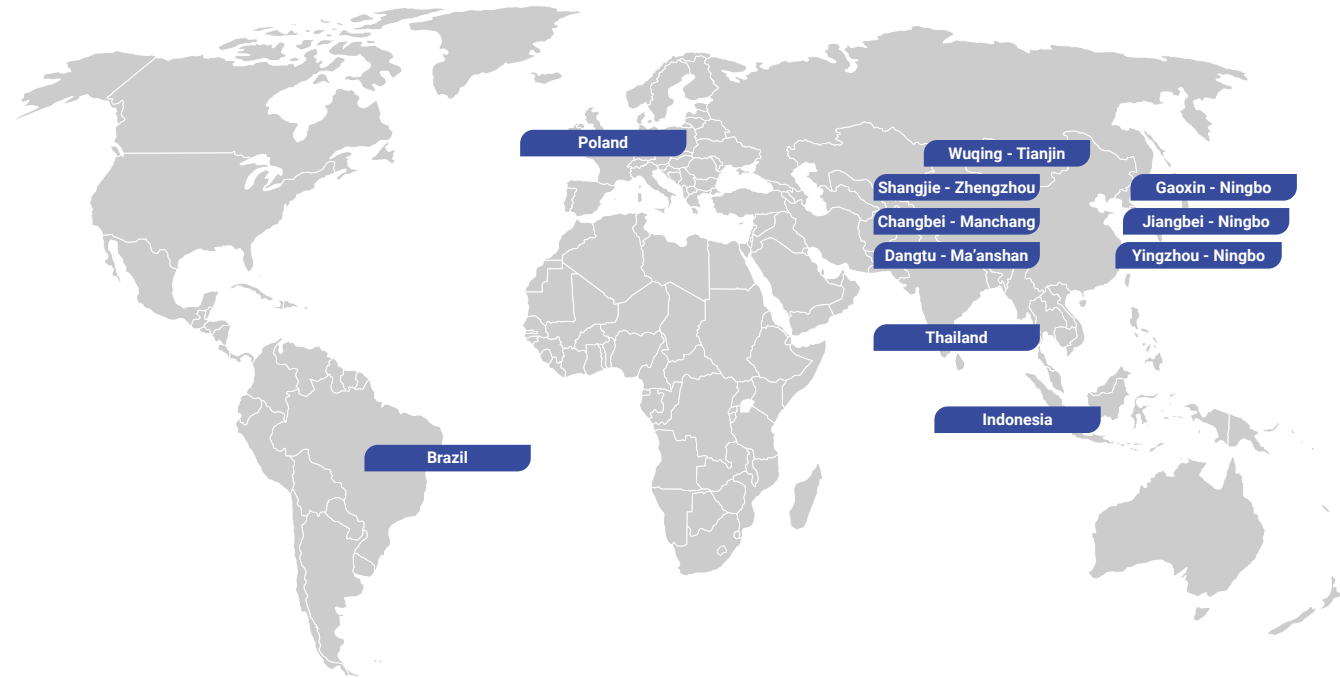 Poland
Wuqing - Tianjin
Shangjie - Zhengzhou
Gaoxin - Ningbo
Changbei - Manchang
Jiangbei - Ningbo
Dangtu - Ma’anshan
Yingzhou - Ningbo
Thailand
Indonesia
Brazil